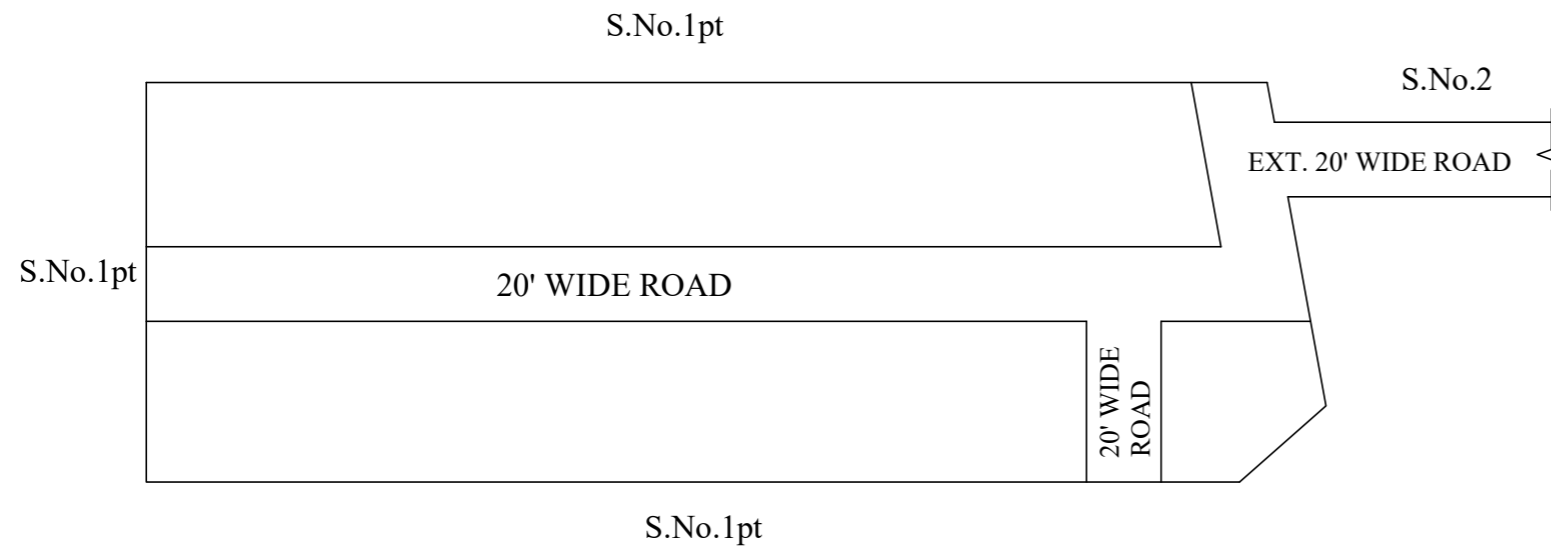 S.No.1pt
S.No.2
EXT. 20' WIDE ROAD
S.No.1pt
20' WIDE ROAD
20' WIDE
ROAD
S.No.1pt